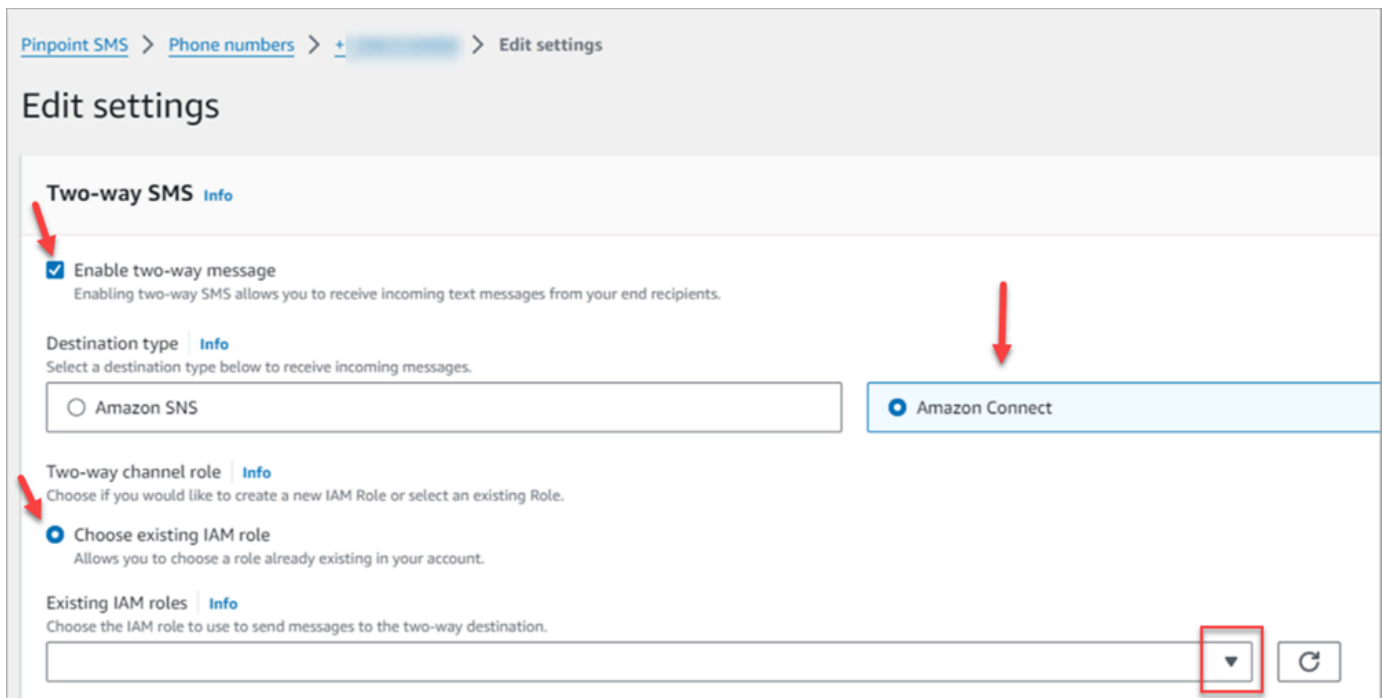 Pinpoint SMS > Phone numbers > + > Edit settings
Edit settings
Two-way SMS Info
Enable two-way message
Enabling two-way SMS allows you to receive incoming text messages from your end recipients.
Destination type Info
Select a destination type below to receive incoming messages.
Amazon SNS
Amazon Connect
Two-way channel role Info
Choose if you would like to create a new IAM Role or select an existing Role.
Choose existing IAM role
Allows you to choose a role already existing in your account.
Existing IAM roles Info
Choose the IAM role to use to send messages to the two-way destination.